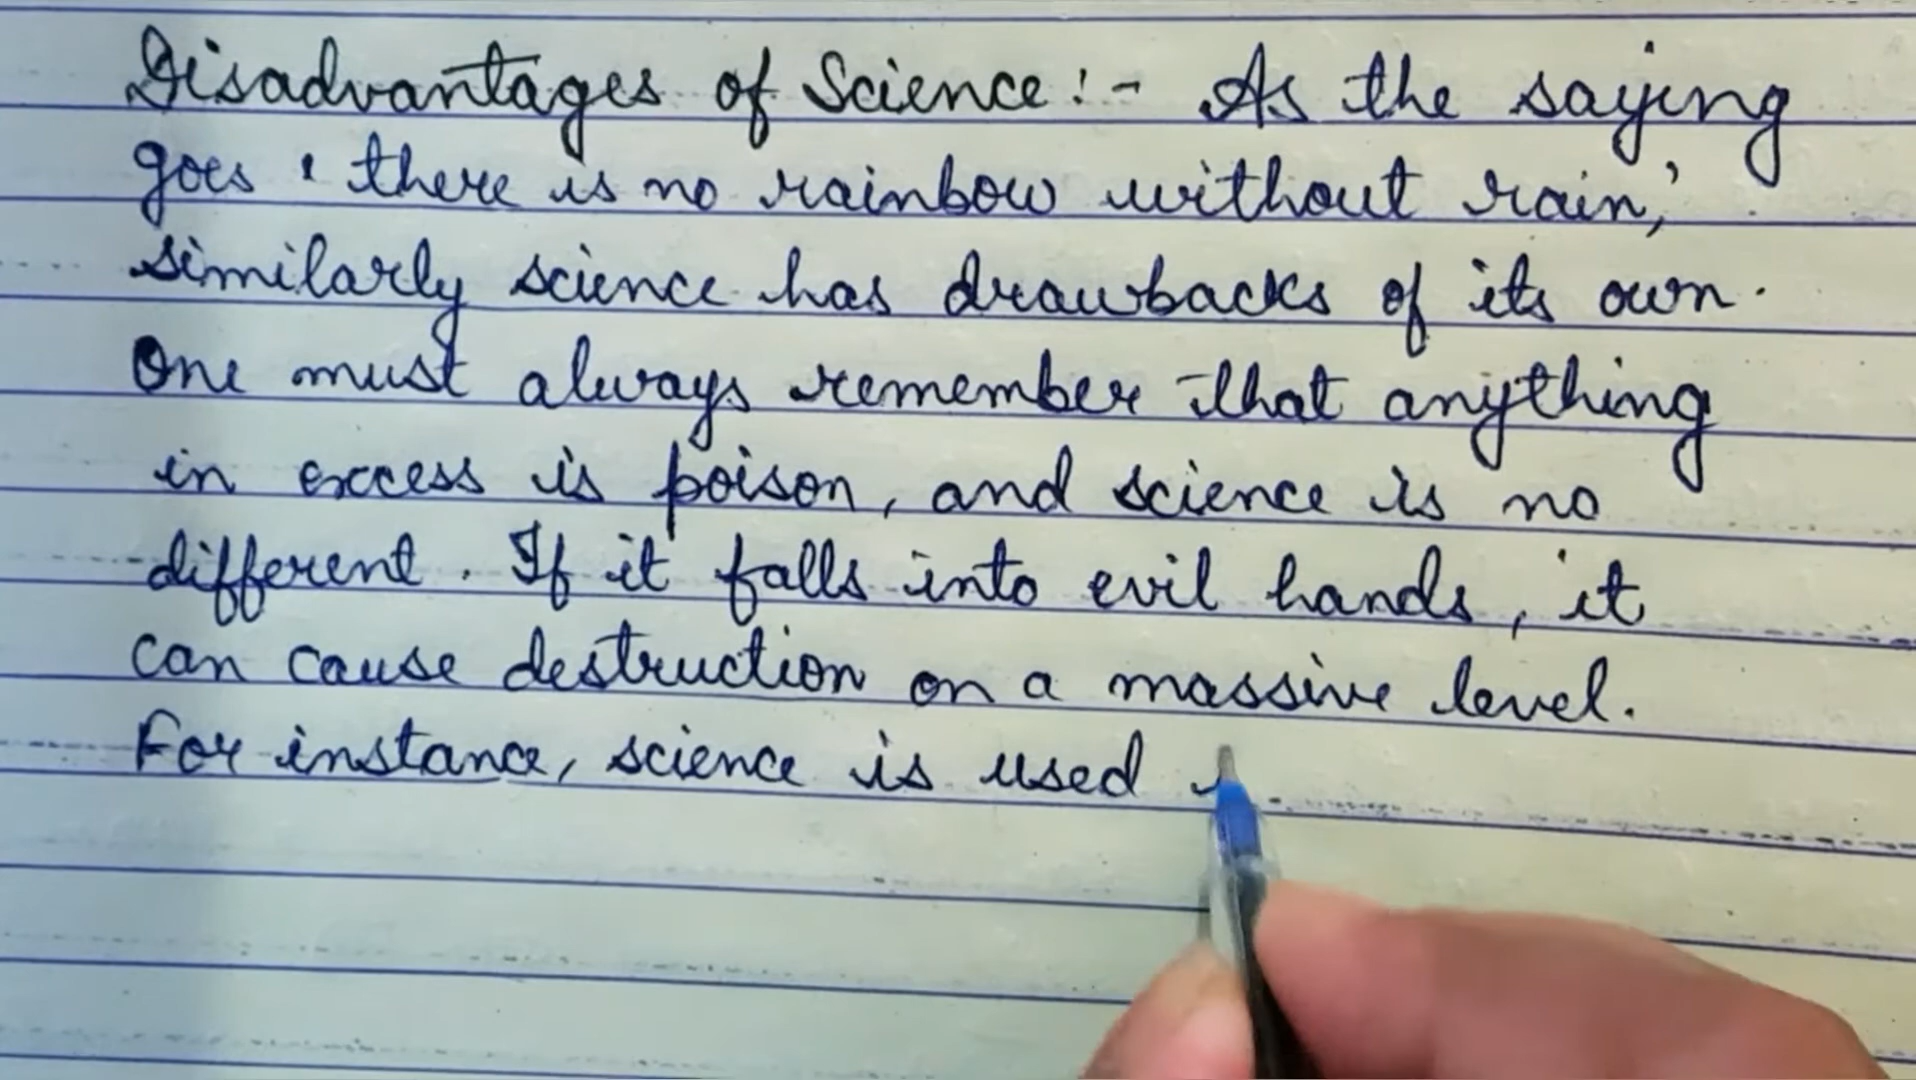 Disadvantages of Science:- As the saying
goes 'there is no rainbow without rain,'
similarly science has drawbacks of its own.
One must always remember that anything
in excess is poison, and science is no
different. If it falls into evil hands, it
can cause destruction on a massive level.
For instance, science is used